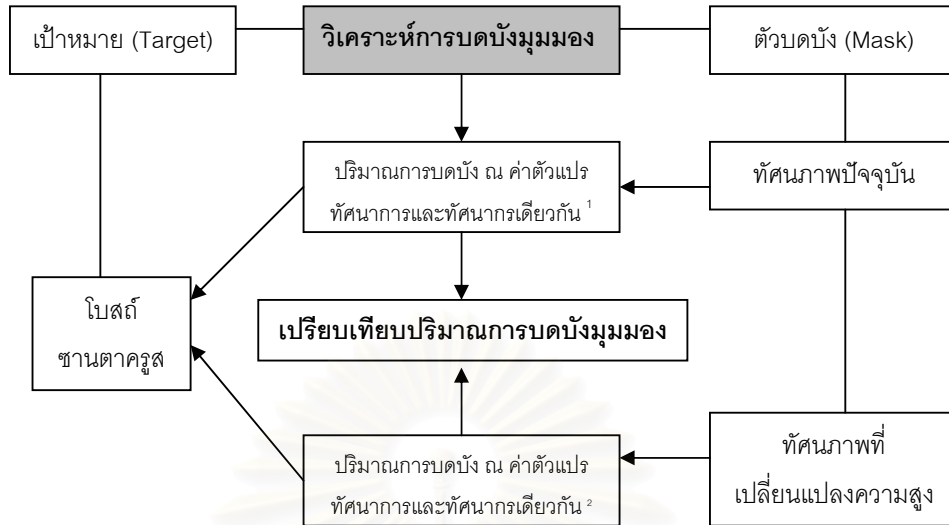 เป้าหมาย (Target)
วิเคราะห์การบดบังมุมมอง
ตัวบดบัง (Mask)
ปริมาณการบดบัง ณ ค่าตัวแปร
ทัศนาการและทัศนากรเดียวกัน ¹
ทัศนภาพปัจจุบัน
โบสถ์
ซานตาครูส
เปรียบเทียบปริมาณการบดบังมุมมอง
ปริมาณการบดบัง ณ ค่าตัวแปร
ทัศนาการและทัศนากรเดียวกัน ²
ทัศนภาพที่
เปลี่ยนแปลงความสูง